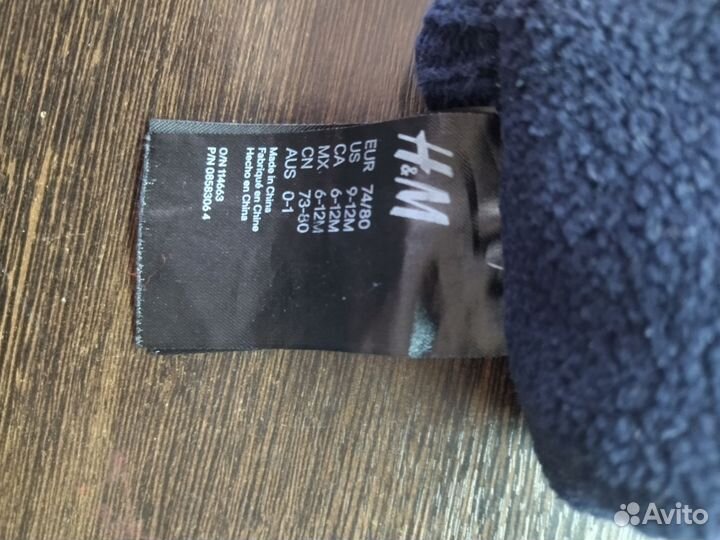 H&M
EUR 74/80
US 9-12M
CA 6-12M
MX 6-12M
CN 73-80
AUS 0-1
Made in China
Fabriqué en Chine
Hecho en China
O/N 114663
P/N 0858306 4
Avito